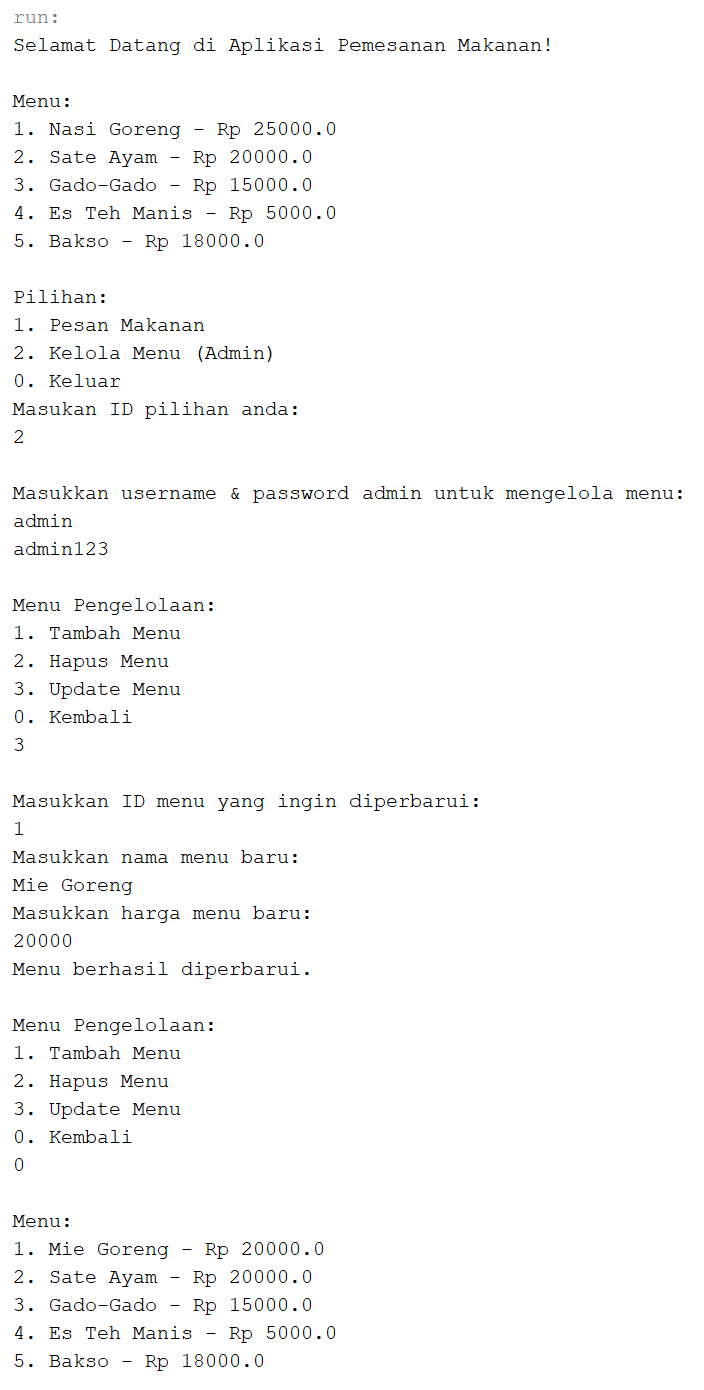 run:
Selamat Datang di Aplikasi Pemesanan Makanan!
Menu:
1. Nasi Goreng - Rp 25000.0
2. Sate Ayam - Rp 20000.0
3. Gado-Gado - Rp 15000.0
4. Es Teh Manis - Rp 5000.0
5. Bakso - Rp 18000.0
Pilihan:
1. Pesan Makanan
2. Kelola Menu (Admin)
0. Keluar
Masukan ID pilihan anda:
2
Masukkan username & password admin untuk mengelola menu:
admin
admin123
Menu Pengelolaan:
1. Tambah Menu
2. Hapus Menu
3. Update Menu
0. Kembali
3
Masukkan ID menu yang ingin diperbarui:
1
Masukkan nama menu baru:
Mie Goreng
Masukkan harga menu baru:
20000
Menu berhasil diperbarui.
Menu Pengelolaan:
1. Tambah Menu
2. Hapus Menu
3. Update Menu
0. Kembali
0
Menu:
1. Mie Goreng - Rp 20000.0
2. Sate Ayam - Rp 20000.0
3. Gado-Gado - Rp 15000.0
4. Es Teh Manis - Rp 5000.0
5. Bakso - Rp 18000.0